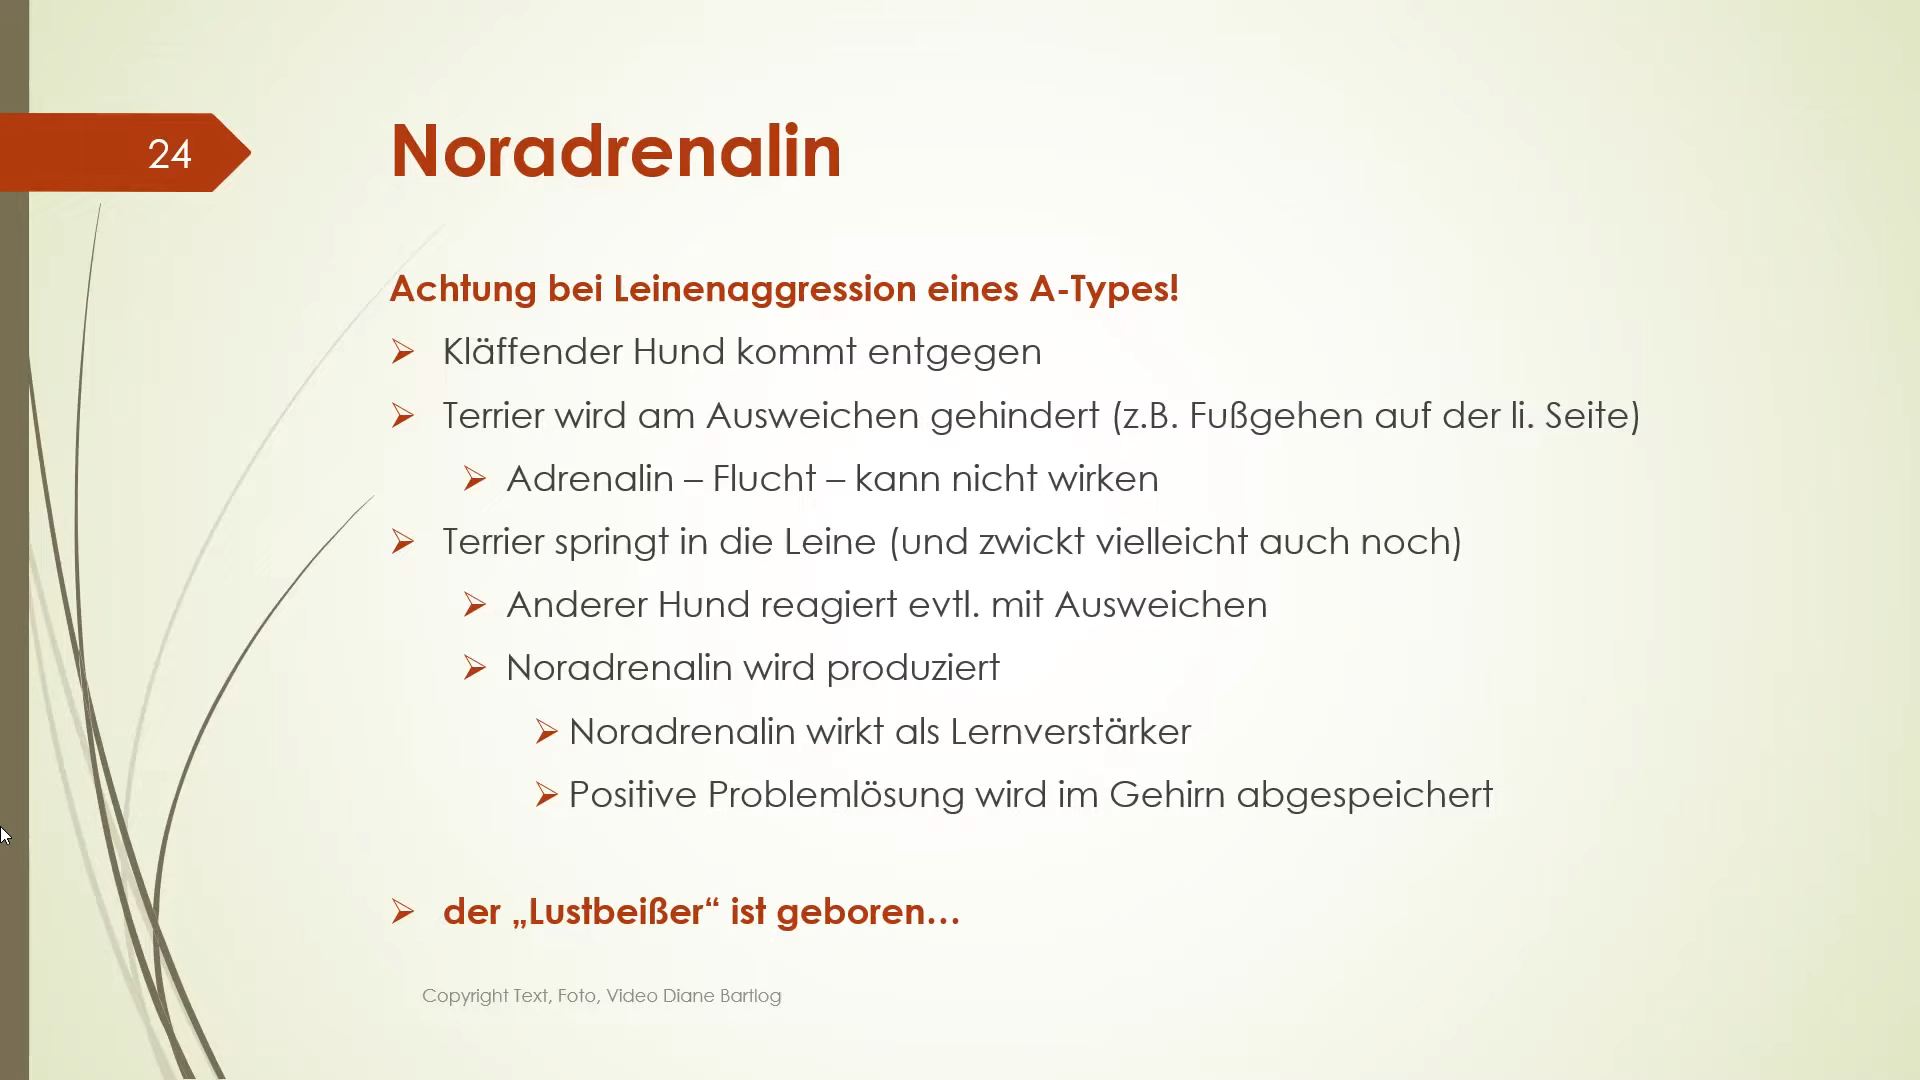 24
Noradrenalin
Achtung bei Leinenaggression eines A-Types!
Kläffender Hund kommt entgegen
Terrier wird am Ausweichen gehindert (z.B. Fußgehen auf der li. Seite)
Adrenalin – Flucht – kann nicht wirken
Terrier springt in die Leine (und zwickt vielleicht auch noch)
Anderer Hund reagiert evtl. mit Ausweichen
Noradrenalin wird produziert
Noradrenalin wirkt als Lernverstärker
Positive Problemlösung wird im Gehirn abgespeichert
der „Lustbeißer“ ist geboren…
Copyright Text, Foto, Video Diane Bartlog